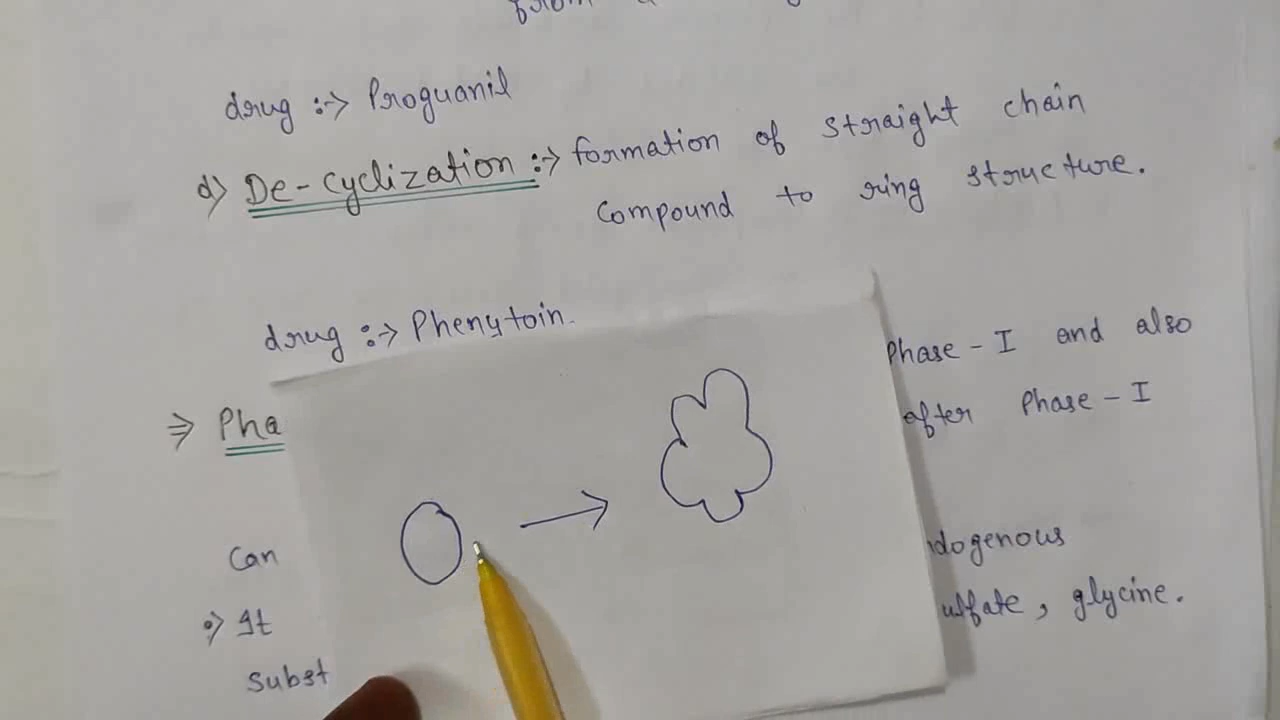 drug :-> Proguanil
d) De-cyclization :-> formation of straight chain
compound to ring structure.
drug :-> Phenytoin.
Phase-I and also
=> Pha
after Phase-I
Can
dogenous
:> It
ulfate, glycine.
Subst